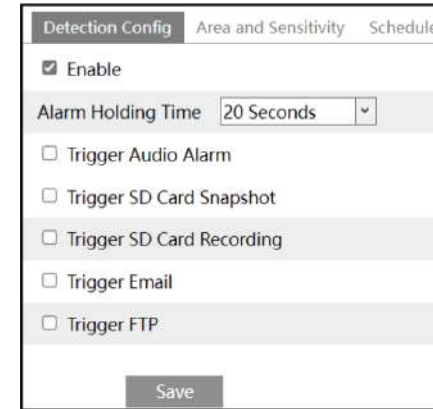 Detection Config Area and Sensitivity Schedule
Enable
Alarm Holding Time 20 Seconds
Trigger Audio Alarm
Trigger SD Card Snapshot
Trigger SD Card Recording
Trigger Email
Trigger FTP
Save